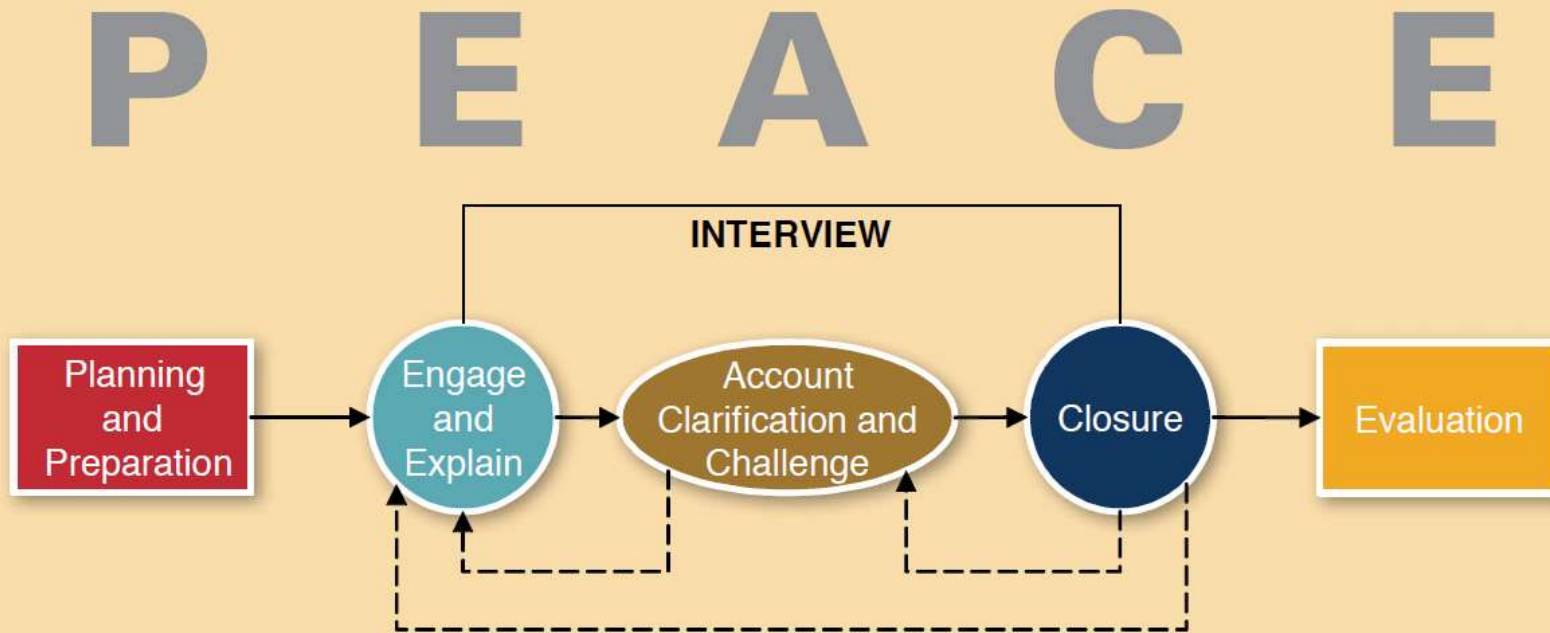 P E A C E
INTERVIEW
Planning
and
Preparation
Engage
and
Explain
Account
Clarification and
Challenge
Closure
Evaluation